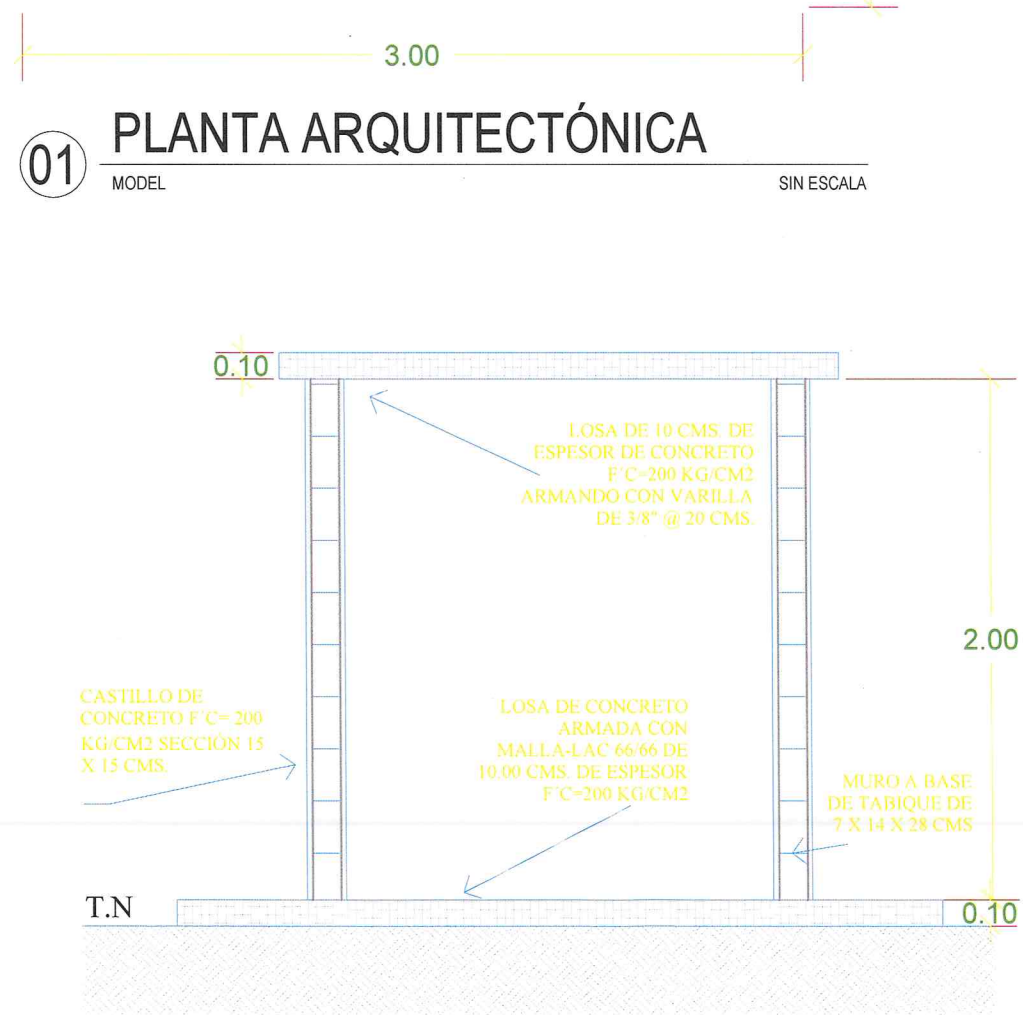 3.00
01
PLANTA ARQUITECTÓNICA
MODEL
SIN ESCALA
0.10
LOSA DE 10 CMS. DE
ESPESOR DE CONCRETO
F´C=200 KG/CM2
ARMANDO CON VARILLA
DE 3/8" @ 20 CMS.
2.00
CASTILLO DE
CONCRETO F´C= 200
KG/CM2 SECCIÓN 15
X 15 CMS.
LOSA DE CONCRETO
ARMADA CON
MALLA-LAC 66/66 DE
10.00 CMS. DE ESPESOR
F´C=200 KG/CM2
MURO A BASE
DE TABIQUE DE
7 X 14 X 28 CMS
T.N
0.10